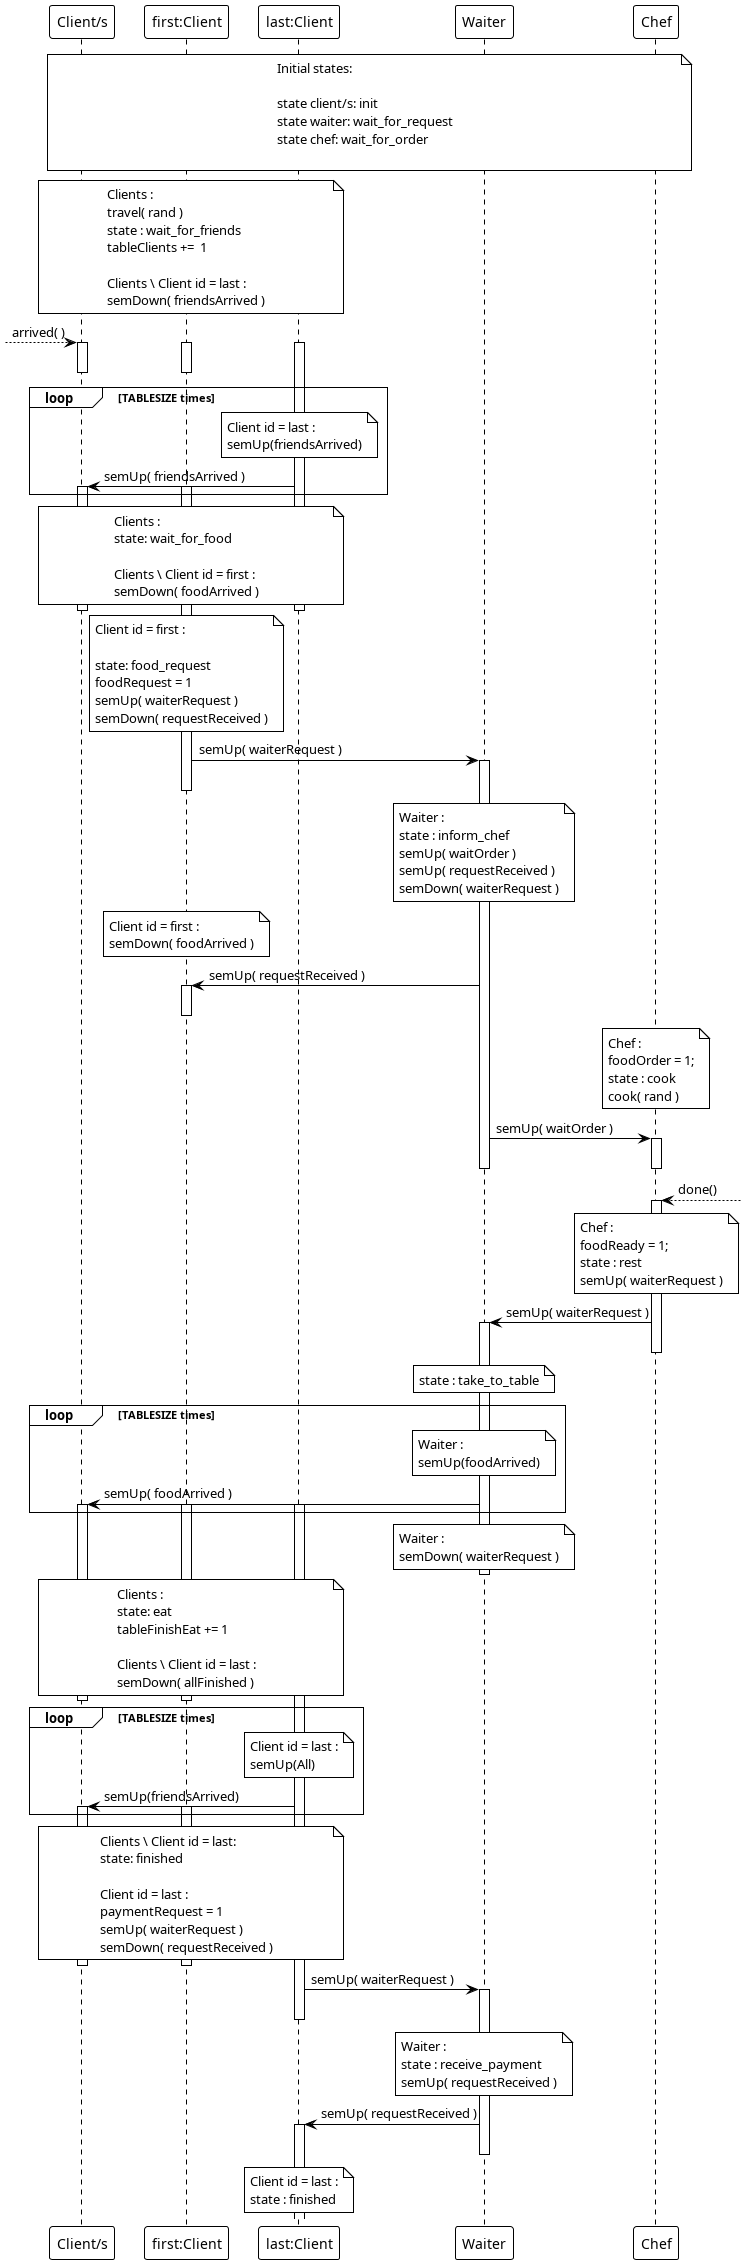 Client/s
first:Client
last:Client
Waiter
Chef
Initial states:
state client/s: init
state waiter: wait_for_request
state chef: wait_for_order
Clients :
travel( rand )
state : wait_for_friends
tableClients += 1
Clients \ Client id = last :
semDown( friendsArrived )
arrived( )
loop [TABLESIZE times]
Client id = last :
semUp(friendsArrived)
semUp( friendsArrived )
Clients :
state: wait_for_food
Clients \ Client id = first :
semDown( foodArrived )
Client id = first :
state: food_request
foodRequest = 1
semUp( waiterRequest )
semDown( requestReceived )
semUp( waiterRequest )
Waiter :
state : inform_chef
semUp( waitOrder )
semUp( requestReceived )
semDown( waiterRequest )
Client id = first :
semDown( foodArrived )
semUp( requestReceived )
Chef :
foodOrder = 1;
state : cook
cook( rand )
semUp( waitOrder )
done()
Chef :
foodReady = 1;
state : rest
semUp( waiterRequest )
semUp( waiterRequest )
state : take_to_table
loop [TABLESIZE times]
Waiter :
semUp(foodArrived)
semUp( foodArrived )
Waiter :
semDown( waiterRequest )
Clients :
state: eat
tableFinishEat += 1
Clients \ Client id = last :
semDown( allFinished )
loop [TABLESIZE times]
Client id = last :
semUp(All)
semUp(friendsArrived)
Clients \ Client id = last:
state: finished
Client id = last :
paymentRequest = 1
semUp( waiterRequest )
semDown( requestReceived )
semUp( waiterRequest )
Waiter :
state : receive_payment
semUp( requestReceived )
semUp( requestReceived )
Client id = last :
state : finished
Client/s
first:Client
last:Client
Waiter
Chef